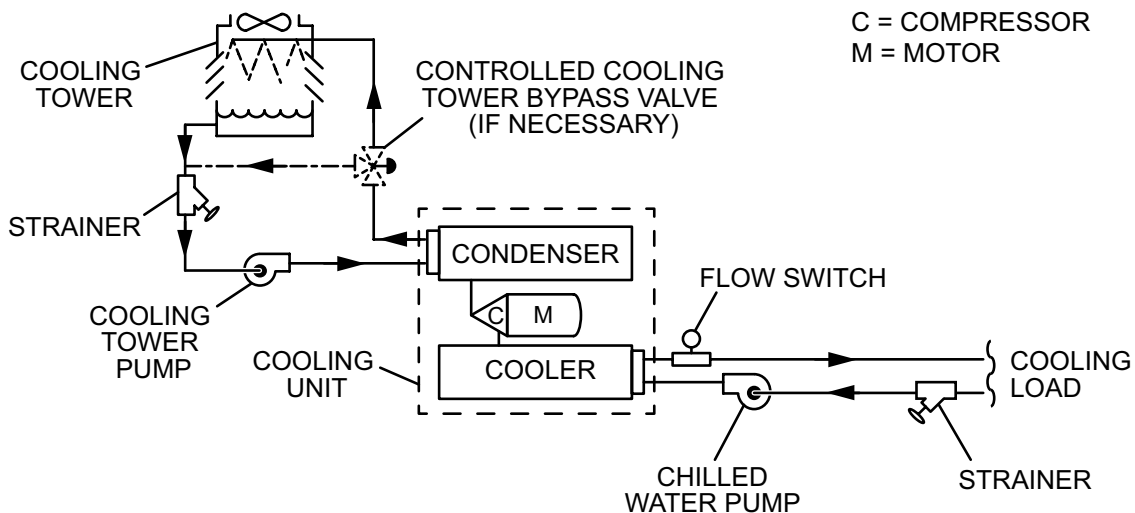 C = COMPRESSOR
M = MOTOR
COOLING
TOWER
CONTROLLED COOLING
TOWER BYPASS VALVE
(IF NECESSARY)
STRAINER
CONDENSER
FLOW SWITCH
C
M
COOLING
TOWER
PUMP
COOLING
UNIT
COOLER
COOLING
LOAD
CHILLED
WATER PUMP
STRAINER